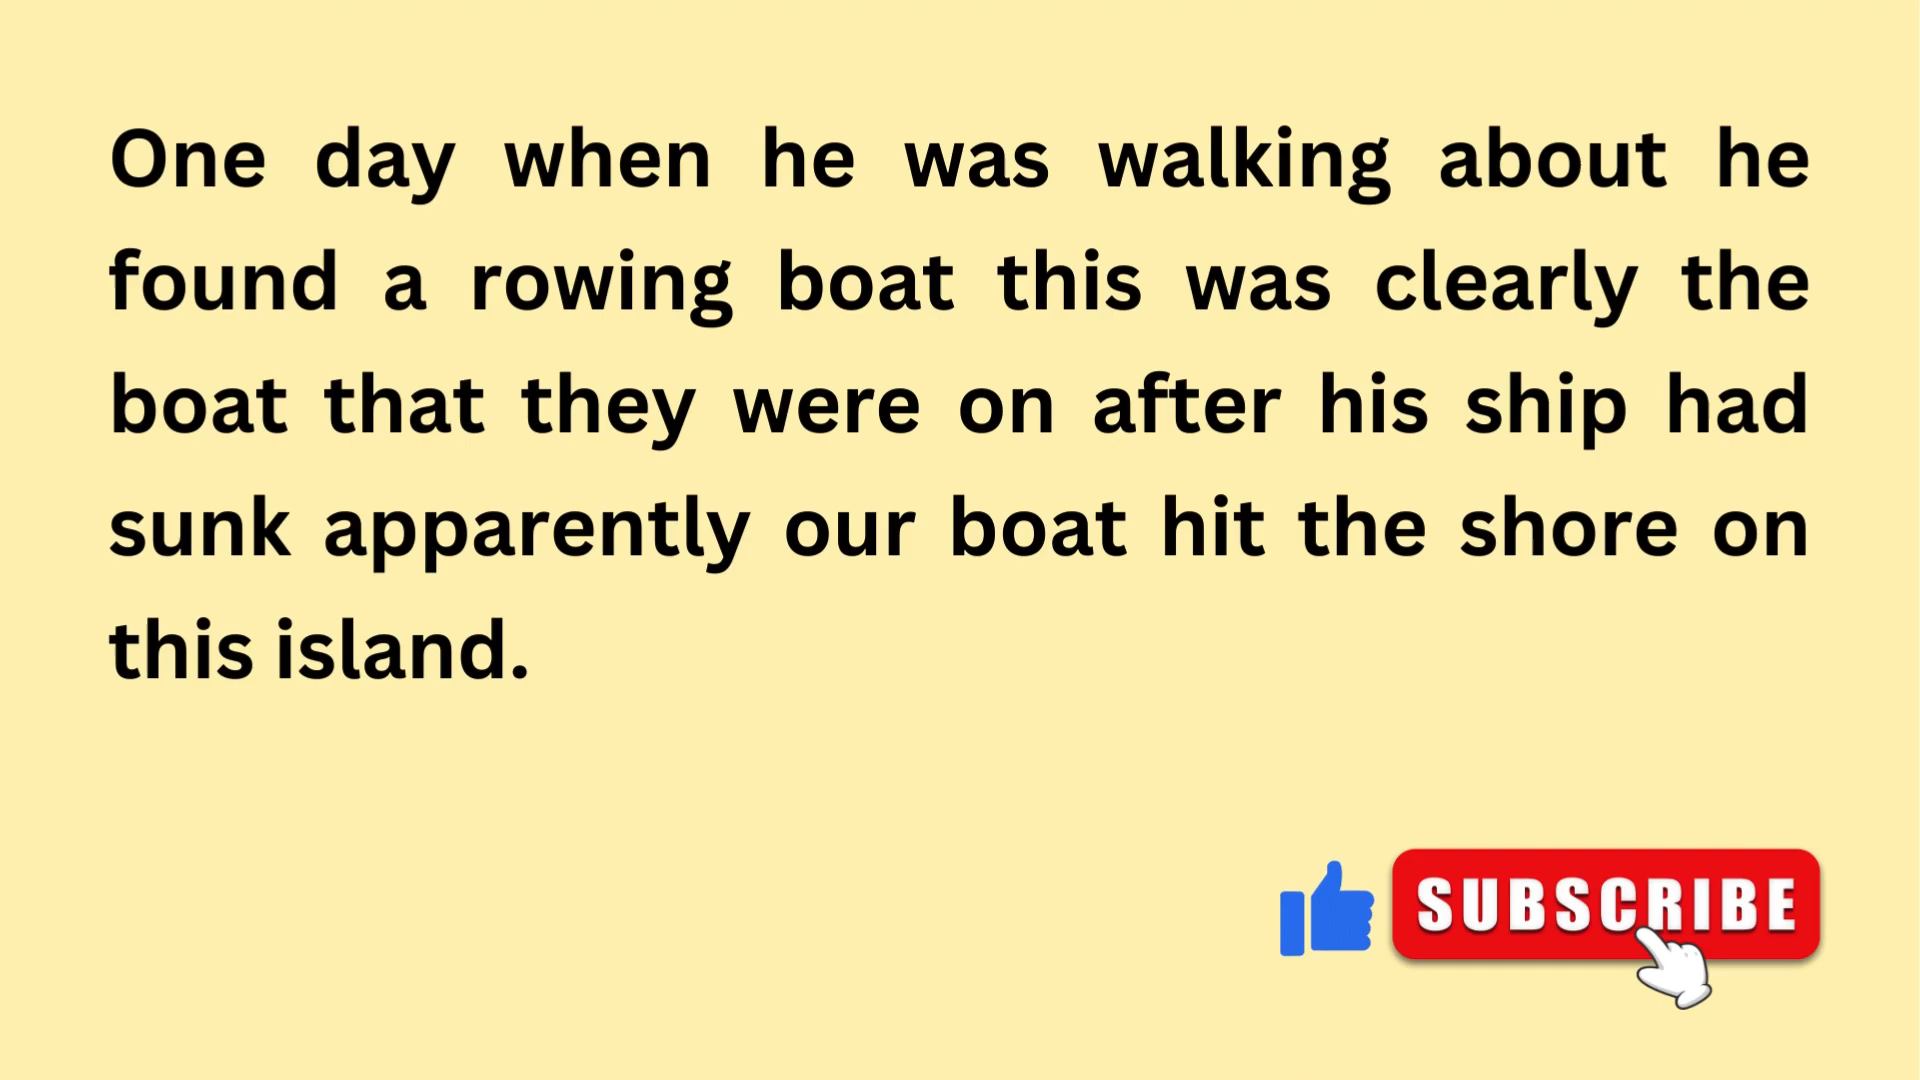 One day when he was walking about he
found a rowing boat this was clearly the
boat that they were on after his ship had
sunk apparently our boat hit the shore on
this island.
SUBSCRIBE